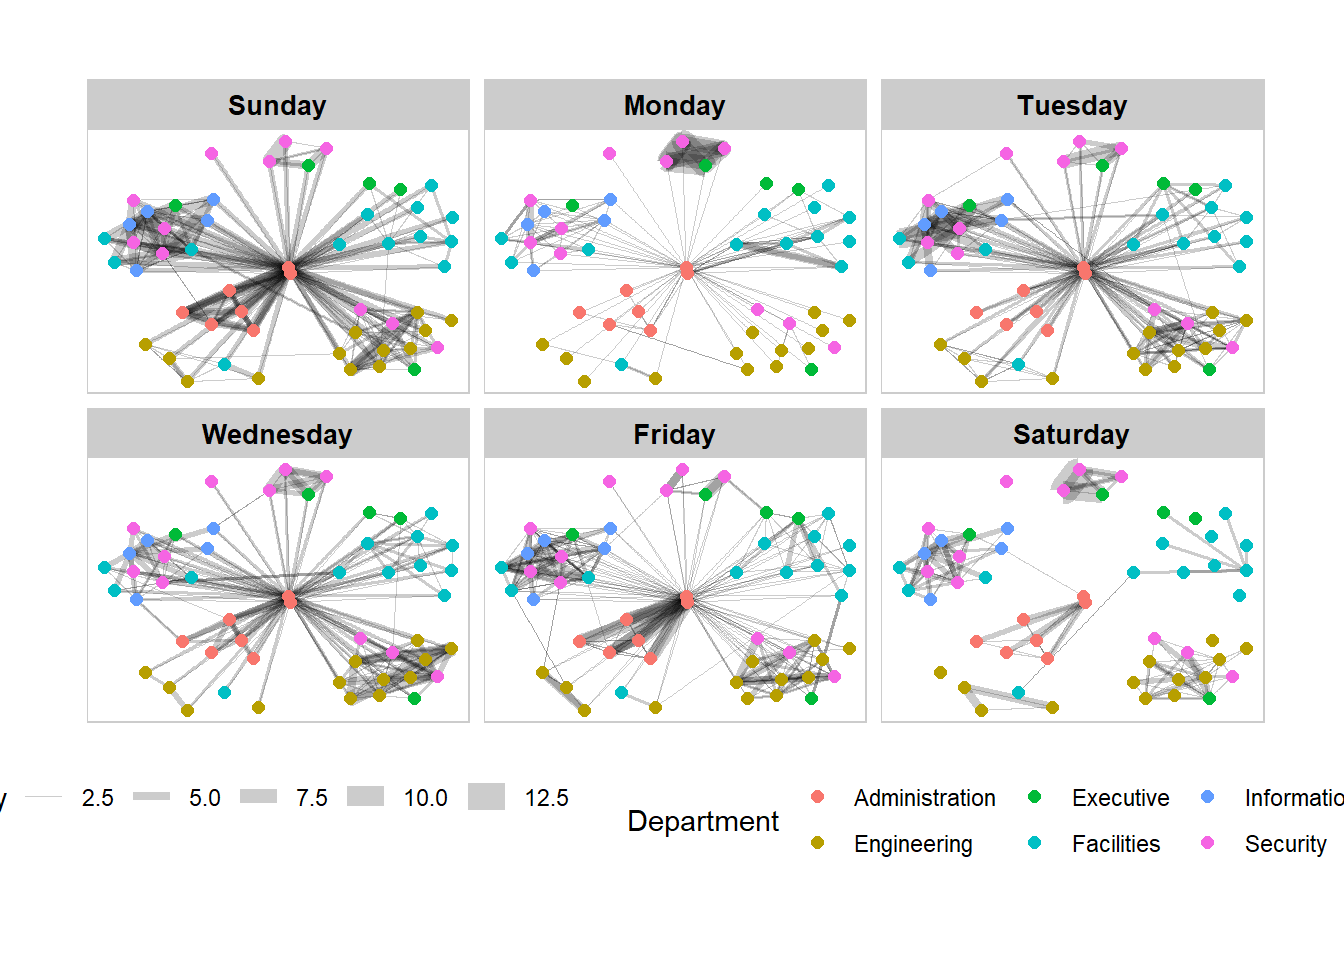 Sunday Monday Tuesday
Wednesday Friday Saturday
2.5 5.0 7.5 10.0 12.5
Department
Administration Executive
Engineering Facilities Security